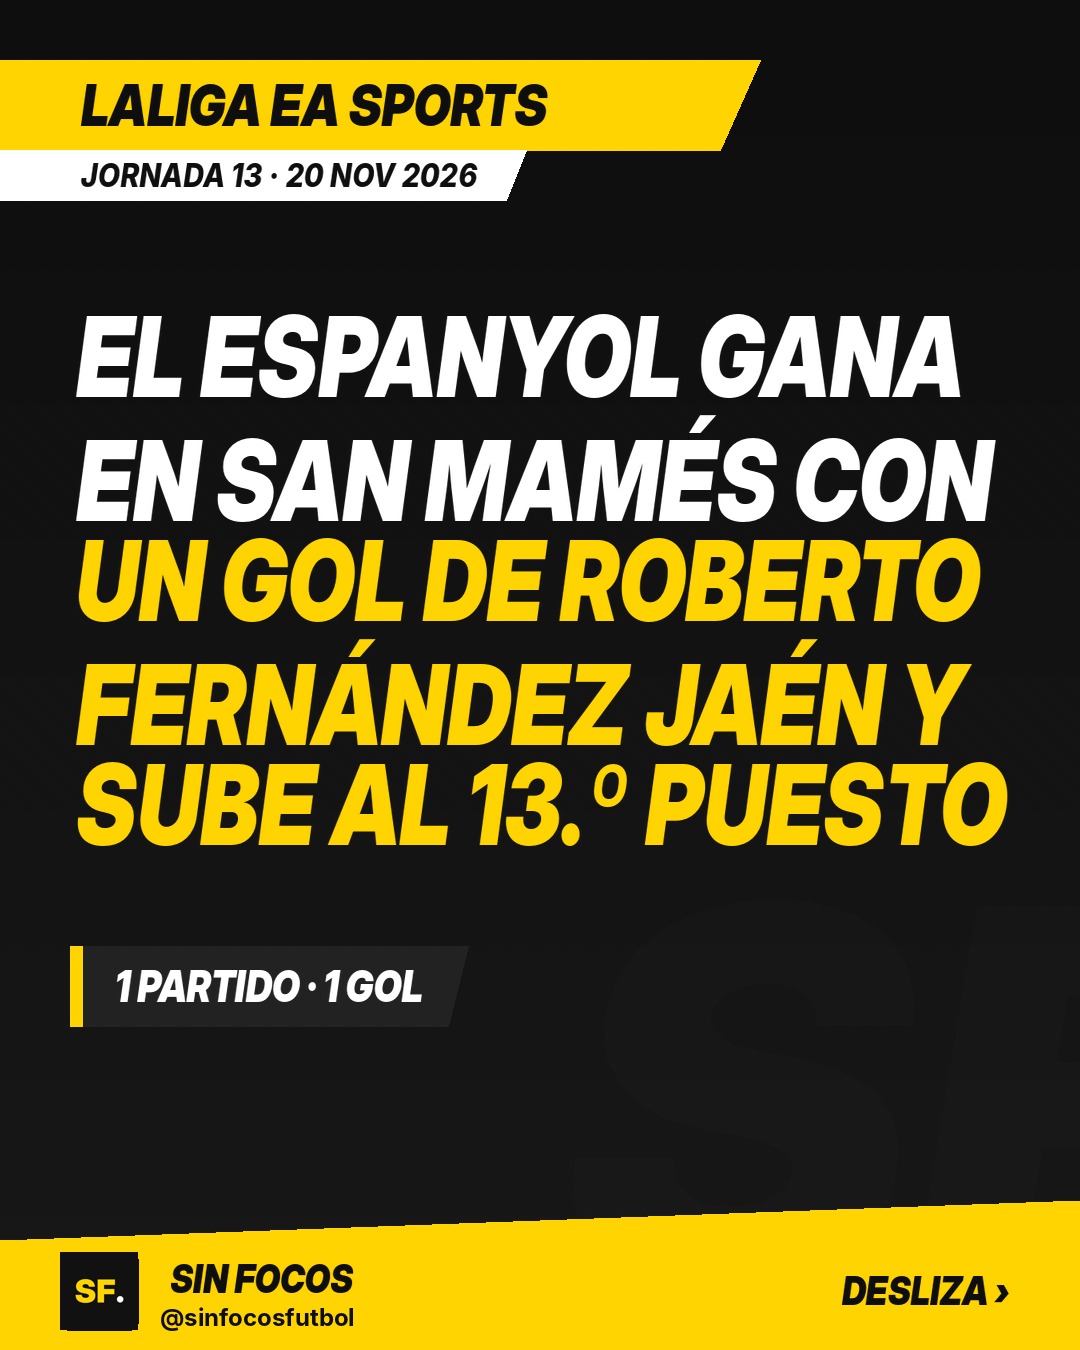 LALIGA EA SPORTS
JORNADA 13 · 20 NOV 2026
EL ESPANYOL GANA
EN SAN MAMÉS CON
UN GOL DE ROBERTO
FERNÁNDEZ JAÉN Y
SUBE AL 13.º PUESTO
1 PARTIDO · 1 GOL
SF
SF.
SIN FOCOS
@sinfocosfutbol
DESLIZA ›